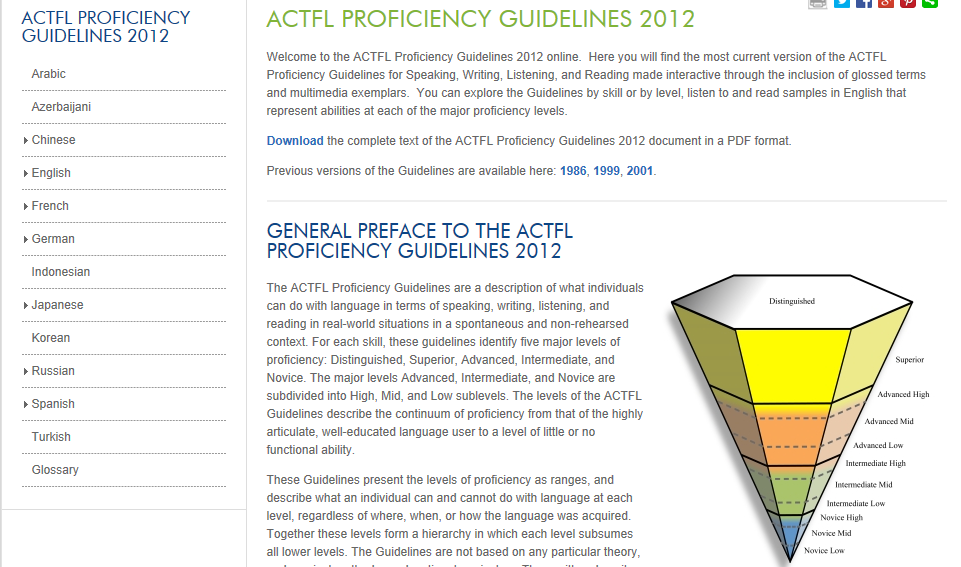 ACTFL PROFICIENCY
GUIDELINES 2012
Arabic
Azerbaijani
Chinese
English
French
German
Indonesian
Japanese
Korean
Russian
Spanish
Turkish
Glossary
ACTFL PROFICIENCY GUIDELINES 2012
Welcome to the ACTFL Proficiency Guidelines 2012 online. Here you will find the most current version of the ACTFL
Proficiency Guidelines for Speaking, Writing, Listening, and Reading made interactive through the inclusion of glossed terms
and multimedia exemplars. You can explore the Guidelines by skill or by level, listen to and read samples in English that
represent abilities at each of the major proficiency levels.
Download the complete text of the ACTFL Proficiency Guidelines 2012 document in a PDF format.
Previous versions of the Guidelines are available here: 1986, 1999, 2001.
GENERAL PREFACE TO THE ACTFL
PROFICIENCY GUIDELINES 2012
The ACTFL Proficiency Guidelines are a description of what individuals
can do with language in terms of speaking, writing, listening, and
reading in real-world situations in a spontaneous and non-rehearsed
context. For each skill, these guidelines identify five major levels of
proficiency: Distinguished, Superior, Advanced, Intermediate, and
Novice. The major levels Advanced, Intermediate, and Novice are
subdivided into High, Mid, and Low sublevels. The levels of the ACTFL
Guidelines describe the continuum of proficiency from that of the highly
articulate, well-educated language user to a level of little or no
functional ability.
These Guidelines present the levels of proficiency as ranges, and
describe what an individual can and cannot do with language at each
level, regardless of where, when, or how the language was acquired.
Together these levels form a hierarchy in which each level subsumes
all lower levels. The Guidelines are not based on any particular theory,
Distinguished
Superior
Advanced High
Advanced Mid
Advanced Low
Intermediate High
Intermediate Mid
Intermediate Low
Novice High
Novice Mid
Novice Low